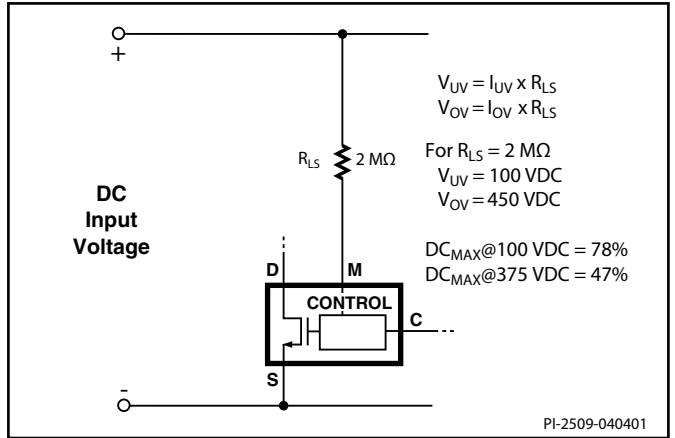 +
V_UV = I_UV x R_LS
V_OV = I_OV x R_LS
R_LS 2 MΩ
For R_LS = 2 MΩ
V_UV = 100 VDC
V_OV = 450 VDC
DC
Input
Voltage
DC_MAX@100 VDC = 78%
DC_MAX@375 VDC = 47%
D
M
CONTROL
C
S
-
PI-2509-040401